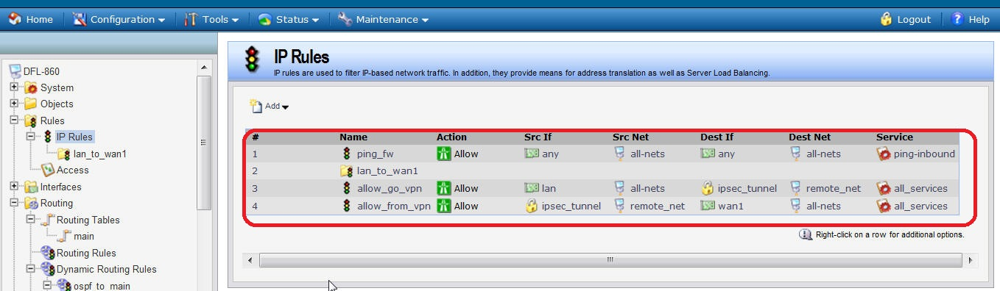 Home Configuration Tools Status Maintenance Logout Help
DFL-860
System
Objects
Rules
IP Rules
lan_to_wan1
Access
Interfaces
Routing
Routing Tables
main
Routing Rules
Dynamic Routing Rules
ospf_to_main
IP Rules
IP rules are used to filter IP-based network traffic. In addition, they provide means for address translation as well as Server Load Balancing.
Add
# Name Action Src If Src Net Dest If Dest Net Service
1 ping_fw Allow any all-nets any all-nets ping-inbound
2 lan_to_wan1
3 allow_go_vpn Allow lan all-nets ipsec_tunnel remote_net all_services
4 allow_from_vpn Allow ipsec_tunnel remote_net wan1 all-nets all_services
Right-click on a row for additional options.